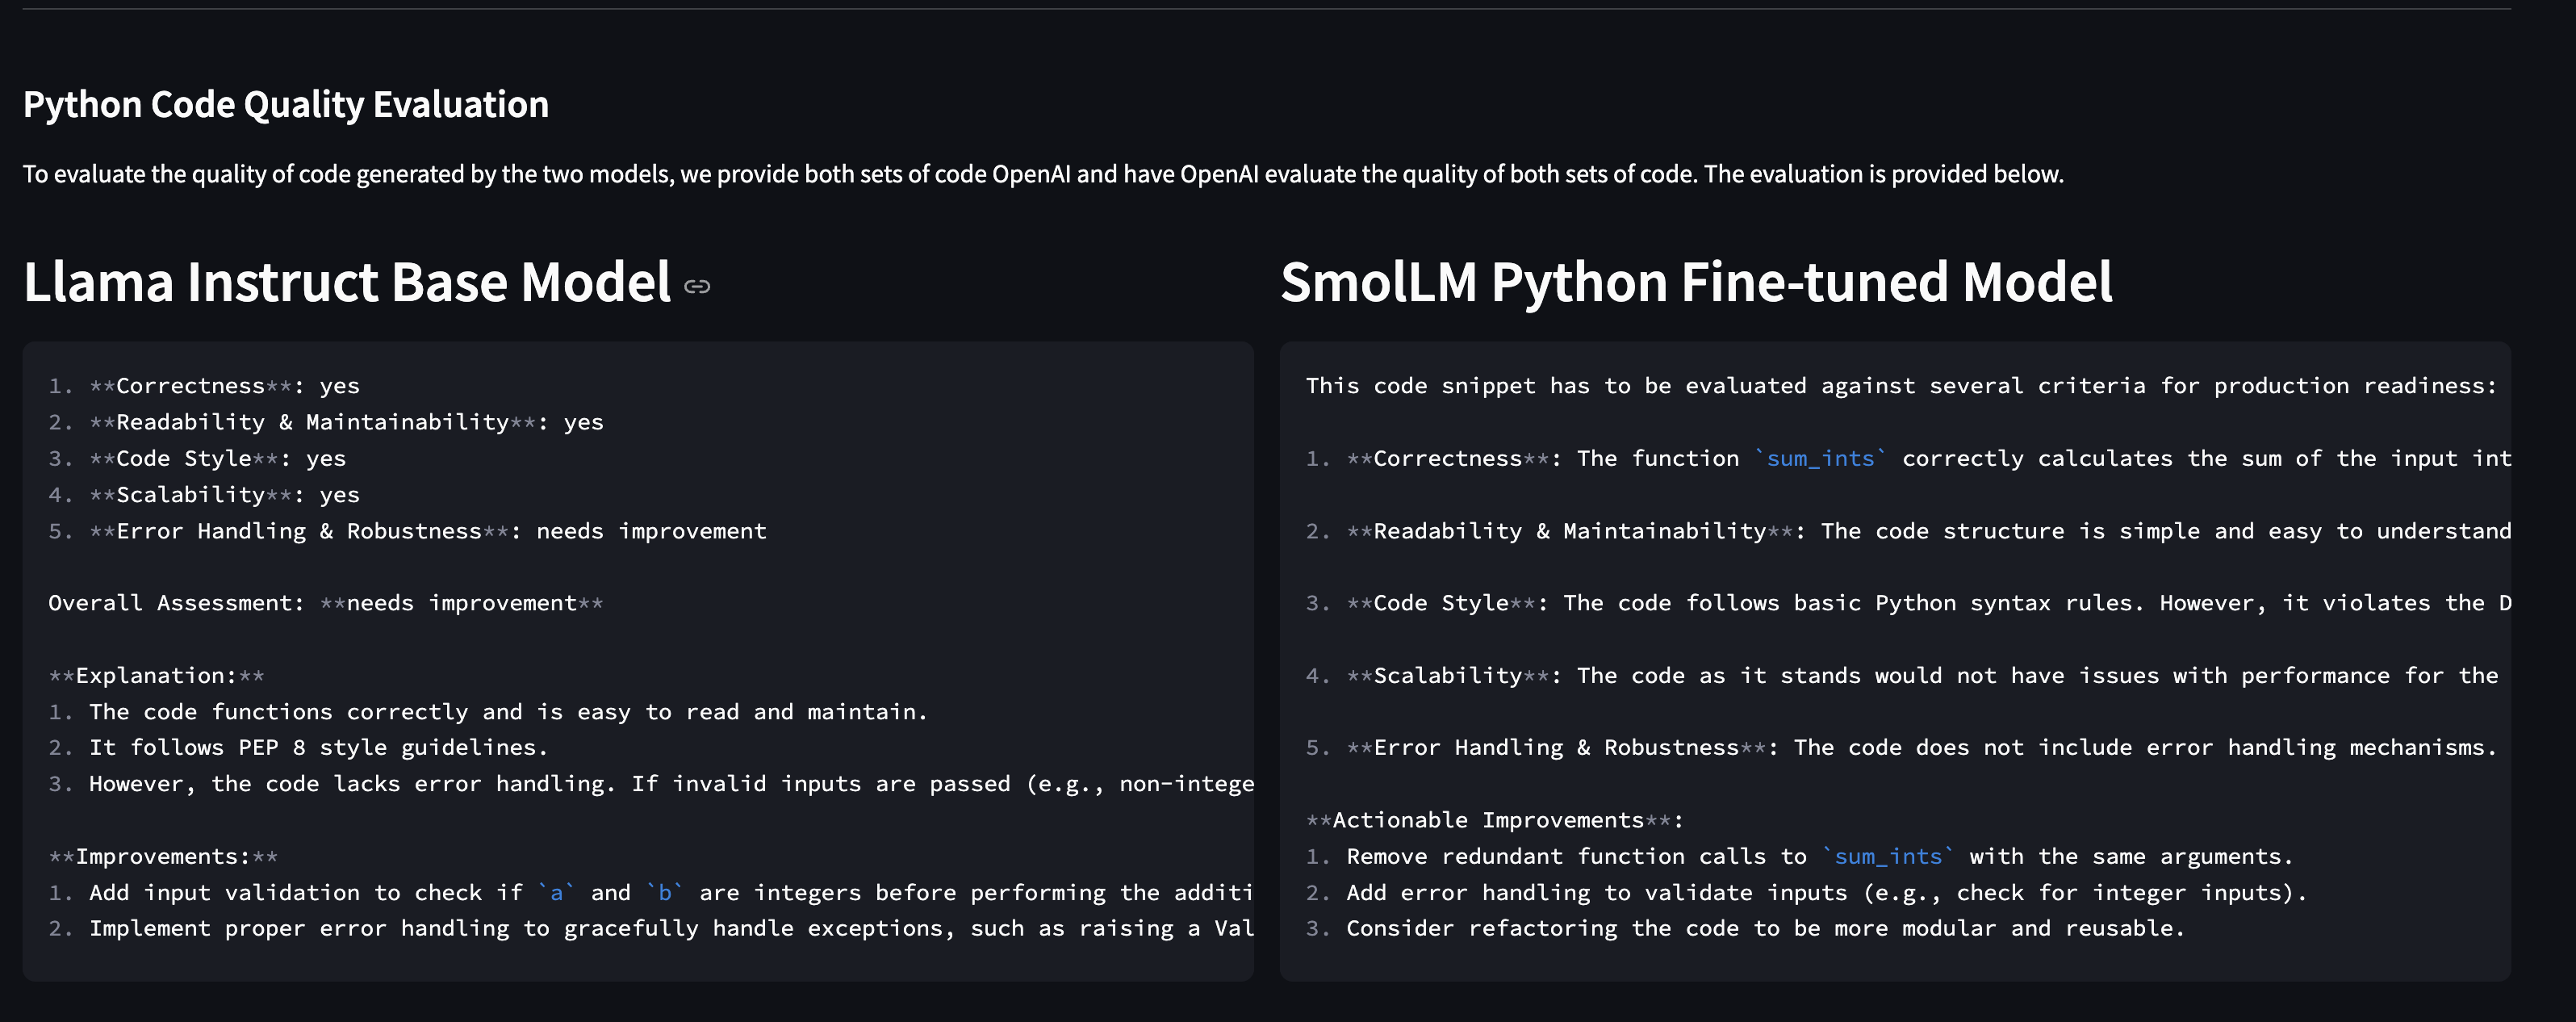 Python Code Quality Evaluation
To evaluate the quality of code generated by the two models, we provide both sets of code OpenAI and have OpenAI evaluate the quality of both sets of code. The evaluation is provided below.
Llama Instruct Base Model
1. **Correctness**: yes
2. **Readability & Maintainability**: yes
3. **Code Style**: yes
4. **Scalability**: yes
5. **Error Handling & Robustness**: needs improvement
Overall Assessment: **needs improvement**
**Explanation:**
1. The code functions correctly and is easy to read and maintain.
2. It follows PEP 8 style guidelines.
3. However, the code lacks error handling. If invalid inputs are passed (e.g., non-intege
**Improvements:**
1. Add input validation to check if `a` and `b` are integers before performing the additi
2. Implement proper error handling to gracefully handle exceptions, such as raising a Val
SmolLM Python Fine-tuned Model
This code snippet has to be evaluated against several criteria for production readiness:
1. **Correctness**: The function `sum_ints` correctly calculates the sum of the input int
2. **Readability & Maintainability**: The code structure is simple and easy to understand
3. **Code Style**: The code follows basic Python syntax rules. However, it violates the D
4. **Scalability**: The code as it stands would not have issues with performance for the
5. **Error Handling & Robustness**: The code does not include error handling mechanisms.
**Actionable Improvements**:
1. Remove redundant function calls to `sum_ints` with the same arguments.
2. Add error handling to validate inputs (e.g., check for integer inputs).
3. Consider refactoring the code to be more modular and reusable.